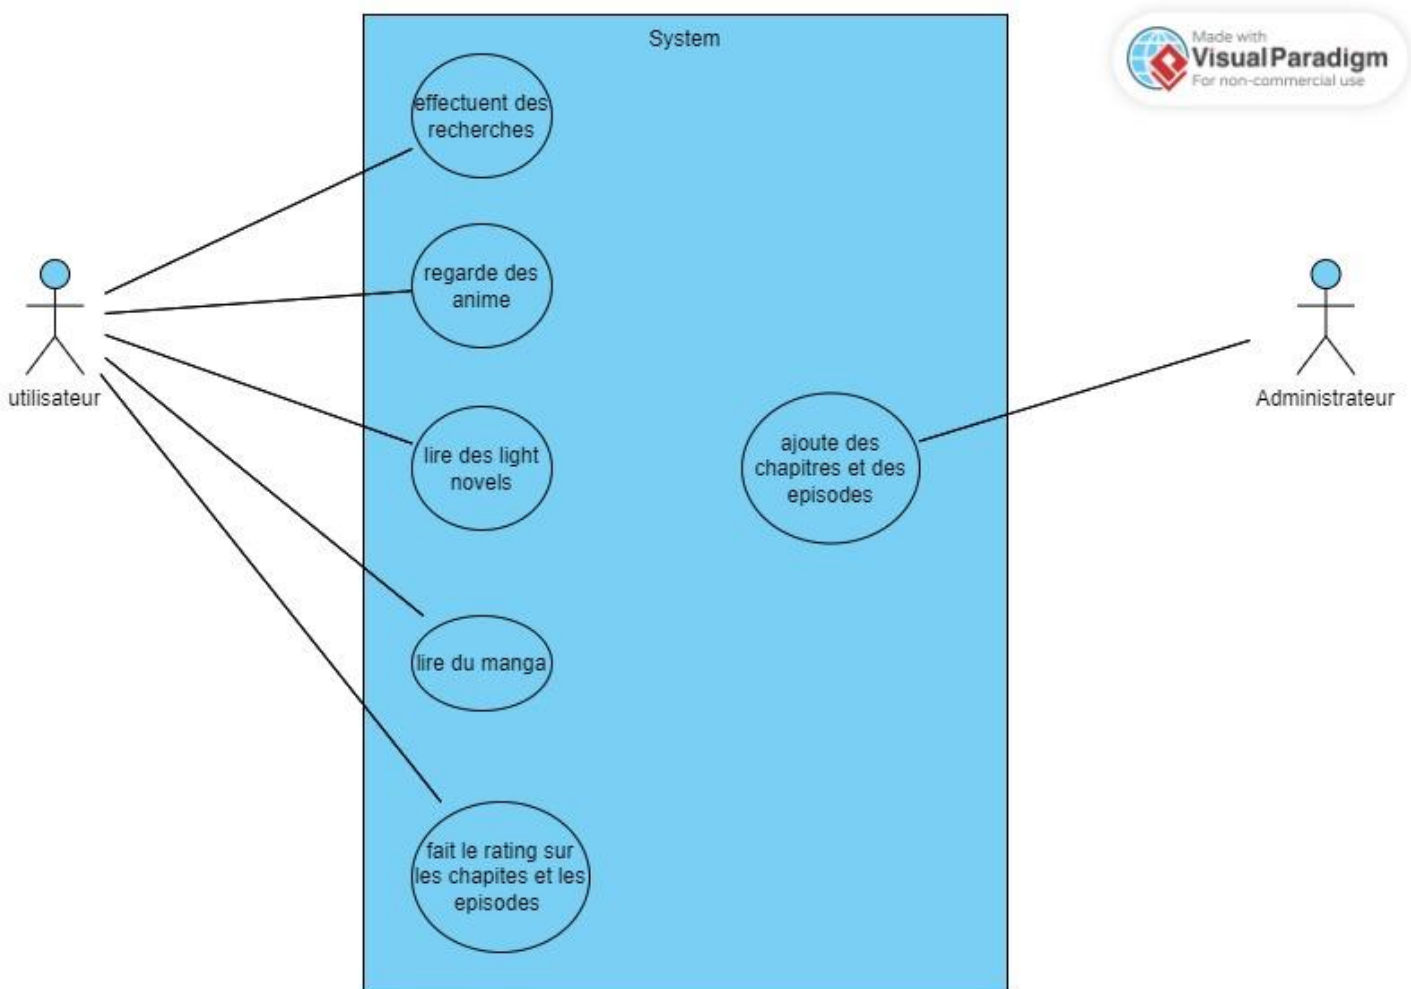 System
Made with
Visual Paradigm
For non-commercial use
effectuent des
recherches
regarde des
anime
utilisateur
Administrateur
lire des light
novels
ajoute des
chapitres et des
episodes
lire du manga
fait le rating sur
les chapites et les
episodes